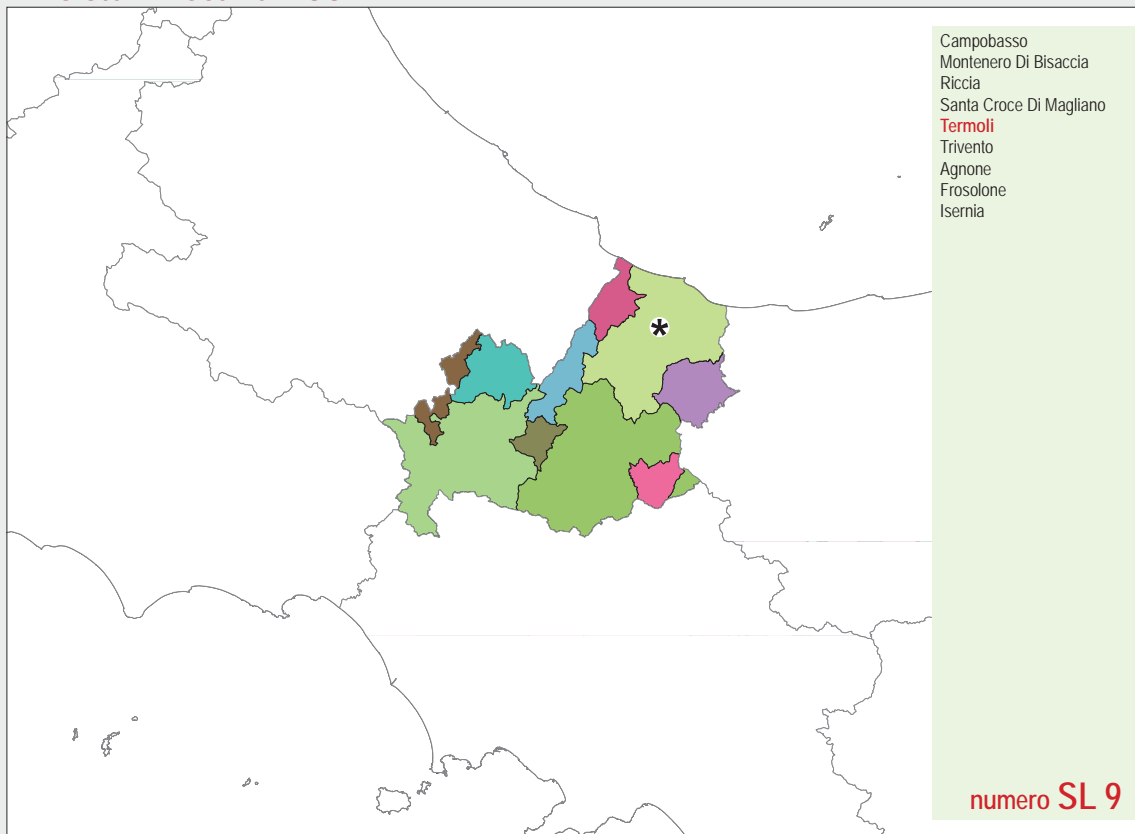 Campobasso
Montenero Di Bisaccia
Riccia
Santa Croce Di Magliano
Termoli
Trivento
Agnone
Frosolone
Isernia
*
numero SL 9